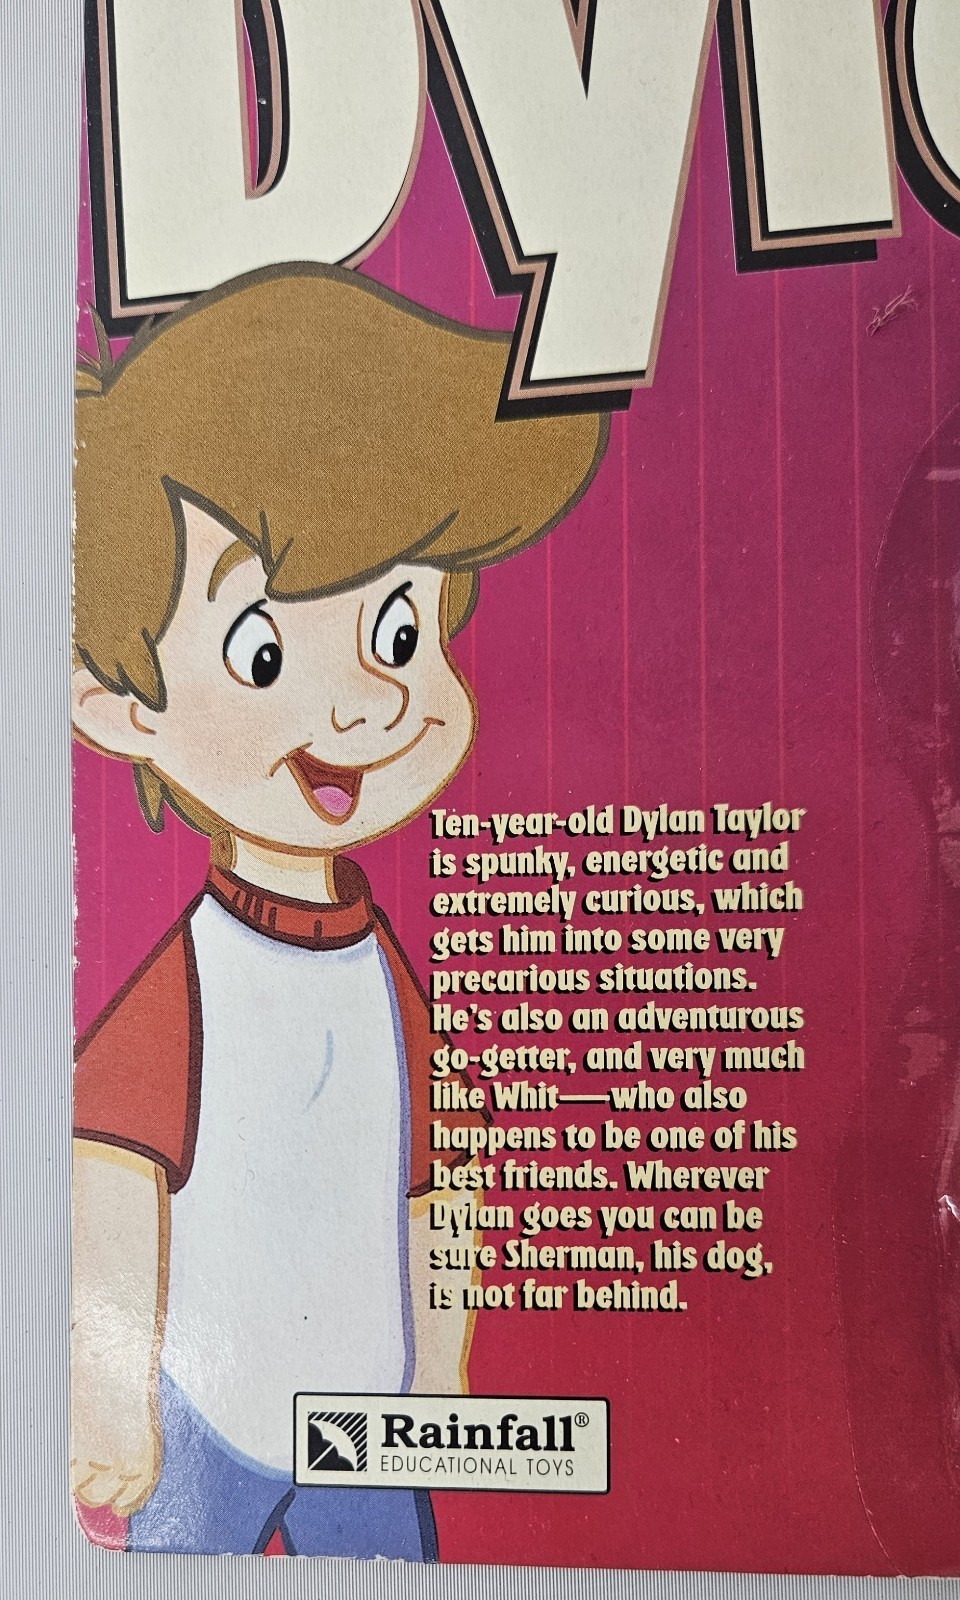 Dyl
Ten-year-old Dylan Taylor
is spunky, energetic and
extremely curious, which
gets him into some very
precarious situations.
He's also an adventurous
go-getter, and very much
like Whit—who also
happens to be one of his
best friends. Wherever
Dylan goes you can be
sure Sherman, his dog,
is not far behind.
Rainfall®
EDUCATIONAL TOYS